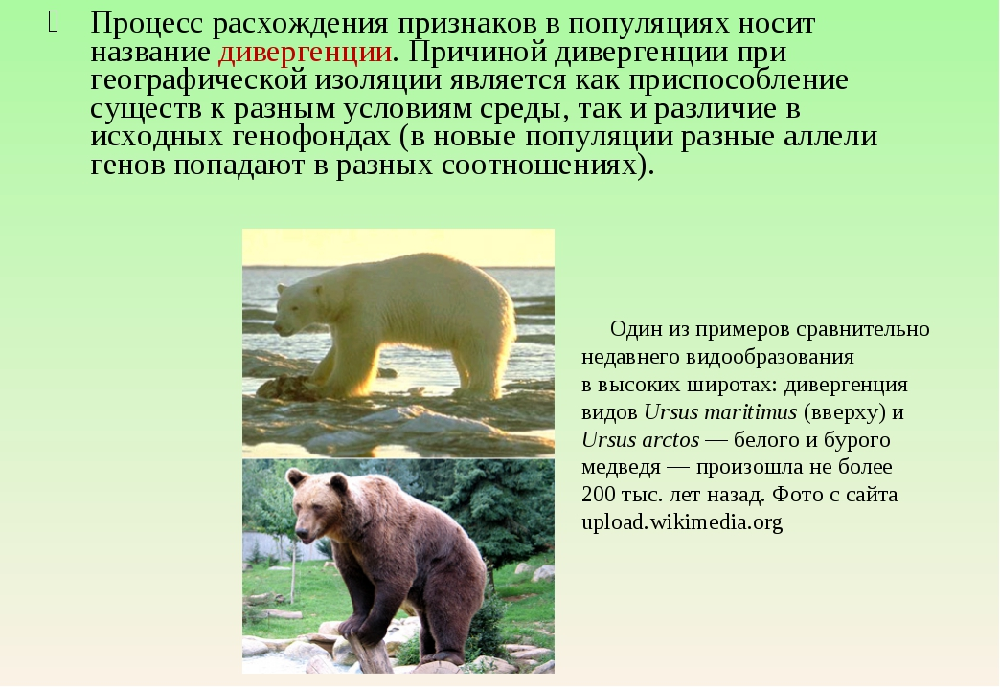 Процесс расхождения признаков в популяциях носит
название дивергенции. Причиной дивергенции при
географической изоляции является как приспособление
существ к разным условиям среды, так и различие в
исходных генофондах (в новые популяции разные аллели
генов попадают в разных соотношениях).
Один из примеров сравнительно
недавнего видообразования
в высоких широтах: дивергенция
видов Ursus maritimus (вверху) и
Ursus arctos — белого и бурого
медведя — произошла не более
200 тыс. лет назад. Фото с сайта
upload.wikimedia.org